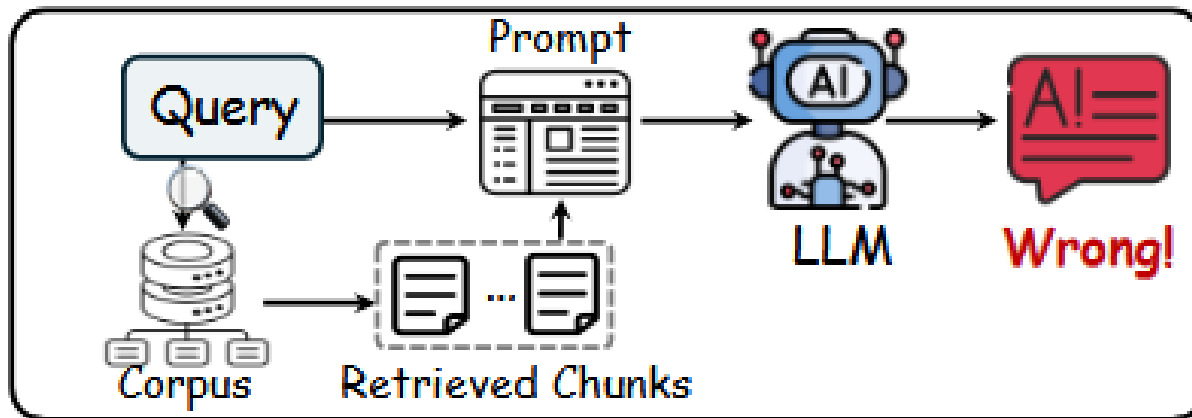 Prompt
Query
AI
A!
LLM
Wrong!
...
Corpus
Retrieved Chunks